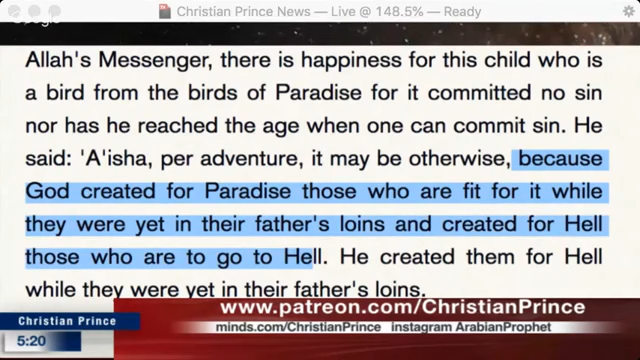 Christian Prince News — Live @ 148.5% — Ready
Google
Allah's Messenger, there is happiness for this child who is
a bird from the birds of Paradise for it committed no sin
nor has he reached the age when one can commit sin. He
said: 'A'isha, per adventure, it may be otherwise, because
God created for Paradise those who are fit for it while
they were yet in their father's loins and created for Hell
those who are to go to Hell. He created them for Hell
while they were yet in their father's loins.
www.patreon.com/ChristianPrince
Christian Prince
minds.com/ChristianPrince instagram ArabianProphet
5:20